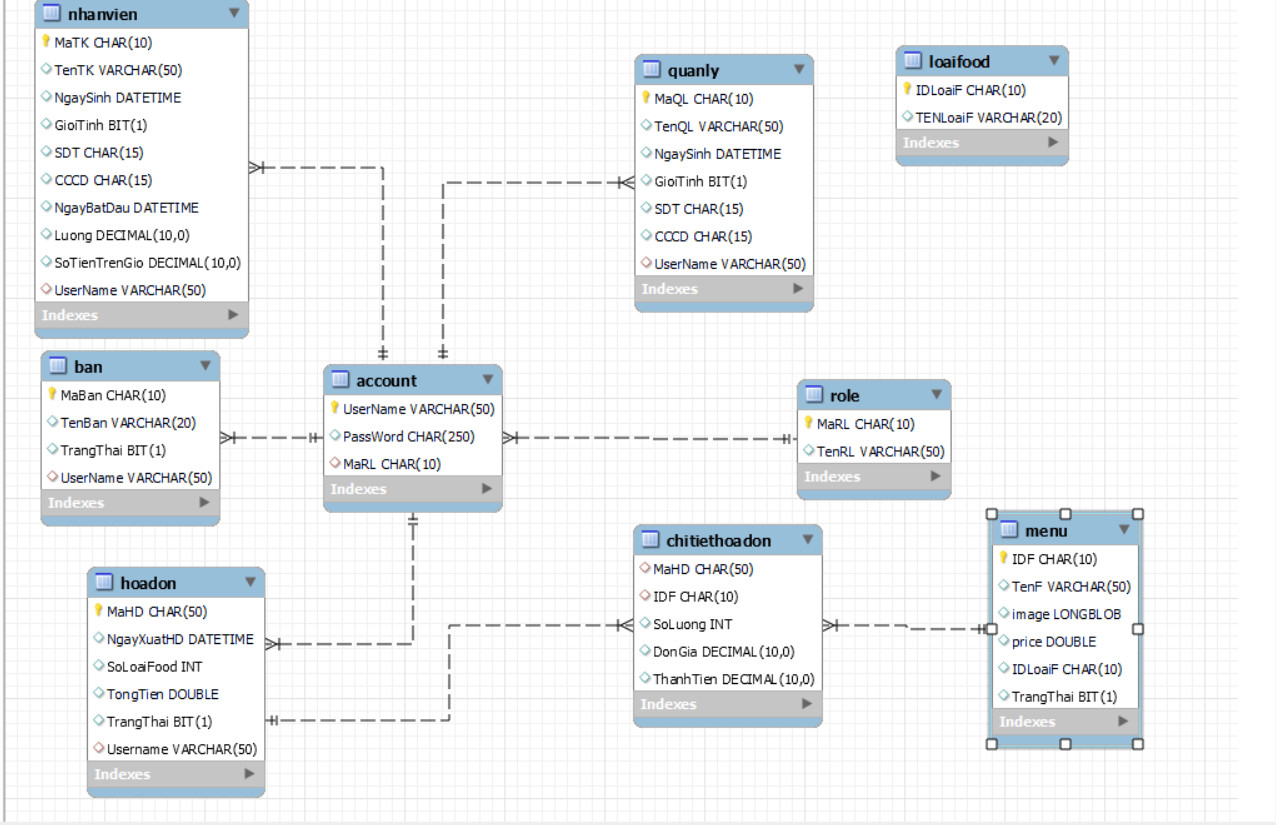 nhanvien
MaTK CHAR(10)
TenTK VARCHAR(50)
NgaySinh DATETIME
GioiTinh BIT(1)
SDT CHAR(15)
CCCD CHAR(15)
NgayBatDau DATETIME
Luong DECIMAL(10,0)
SoTienTrenGio DECIMAL(10,0)
UserName VARCHAR(50)
Indexes
quanly
MaQL CHAR(10)
TenQL VARCHAR(50)
NgaySinh DATETIME
GioiTinh BIT(1)
SDT CHAR(15)
CCCD CHAR(15)
UserName VARCHAR(50)
Indexes
loaifood
IDLoaiF CHAR(10)
TENLoaiF VARCHAR(20)
Indexes
ban
MaBan CHAR(10)
TenBan VARCHAR(20)
TrangThai BIT(1)
UserName VARCHAR(50)
Indexes
account
UserName VARCHAR(50)
PassWord CHAR(250)
MaRL CHAR(10)
Indexes
role
MaRL CHAR(10)
TenRL VARCHAR(50)
Indexes
hoadon
MaHD CHAR(50)
NgayXuatHD DATETIME
SoLoaiFood INT
TongTien DOUBLE
TrangThai BIT(1)
Username VARCHAR(50)
Indexes
chitiethoadon
MaHD CHAR(50)
IDF CHAR(10)
SoLuong INT
DonGia DECIMAL(10,0)
ThanhTien DECIMAL(10,0)
Indexes
menu
IDF CHAR(10)
TenF VARCHAR(50)
image LONGBLOB
price DOUBLE
IDLoaiF CHAR(10)
TrangThai BIT(1)
Indexes